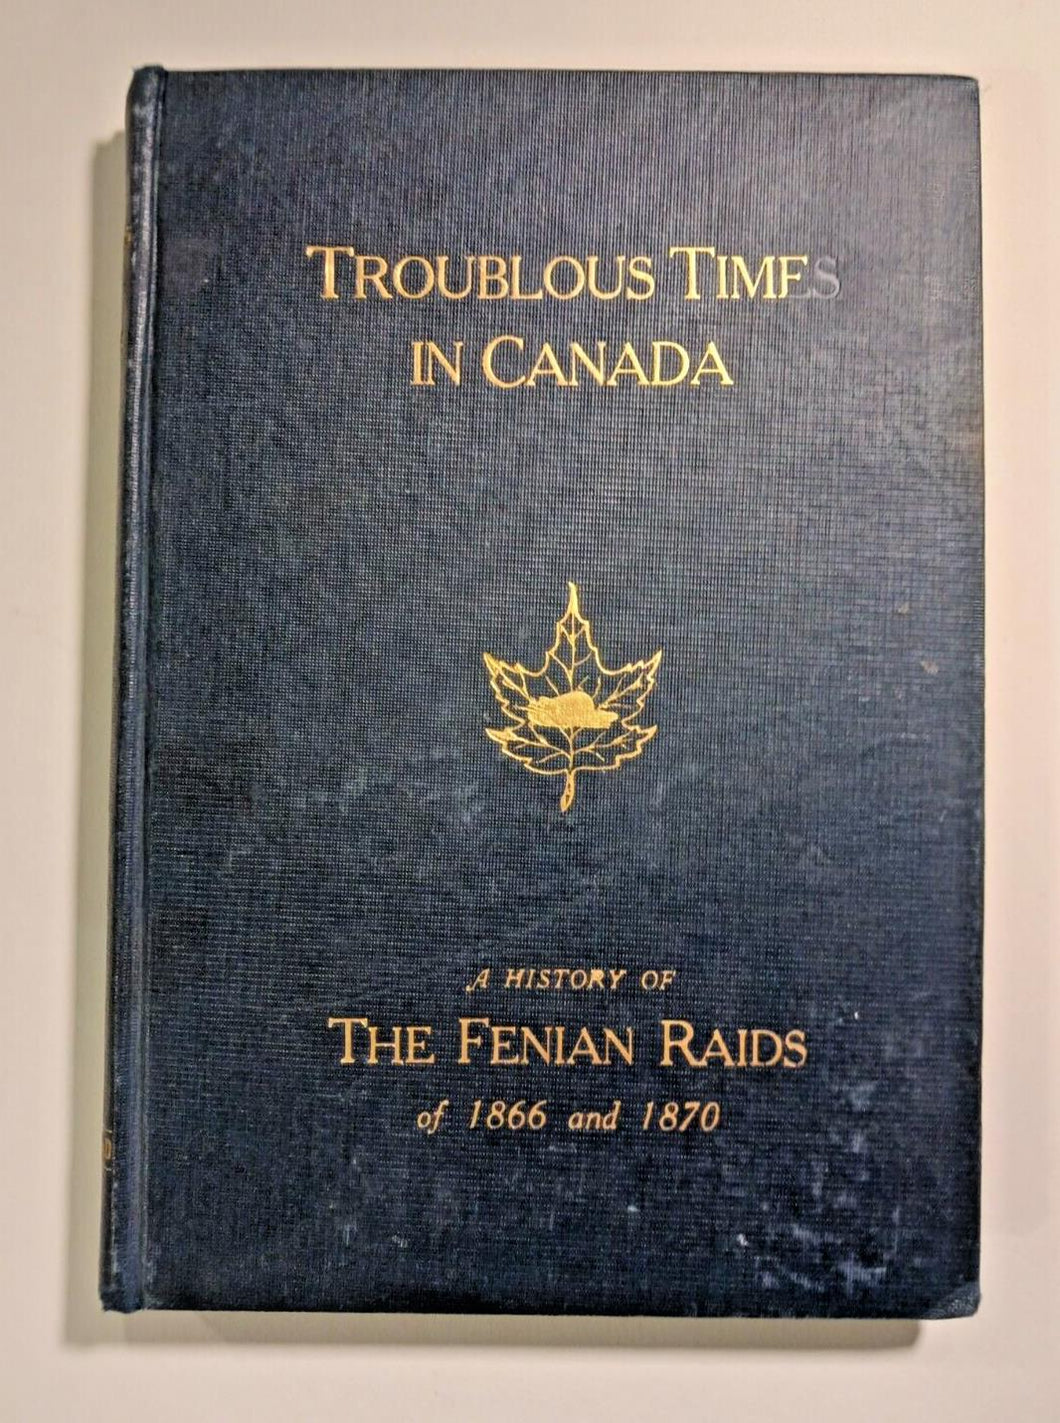 TROUBLOUS TIMES
IN CANADA
A HISTORY OF
THE FENIAN RAIDS
of 1866 and 1870